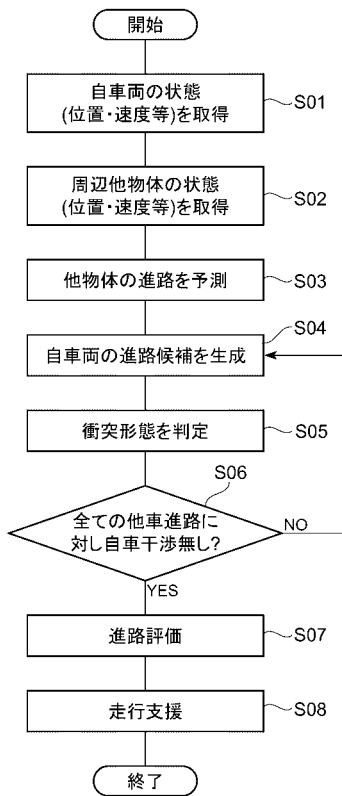 開始
自車両の状態
(位置・速度等)を取得
S01
周辺他物体の状態
(位置・速度等)を取得
S02
他物体の進路を予測
S03
S04
自車両の進路候補を生成
衝突形態を判定
S05
S06
全ての他車進路に
対し自車干渉無し?
NO
YES
進路評価
S07
走行支援
S08
終了